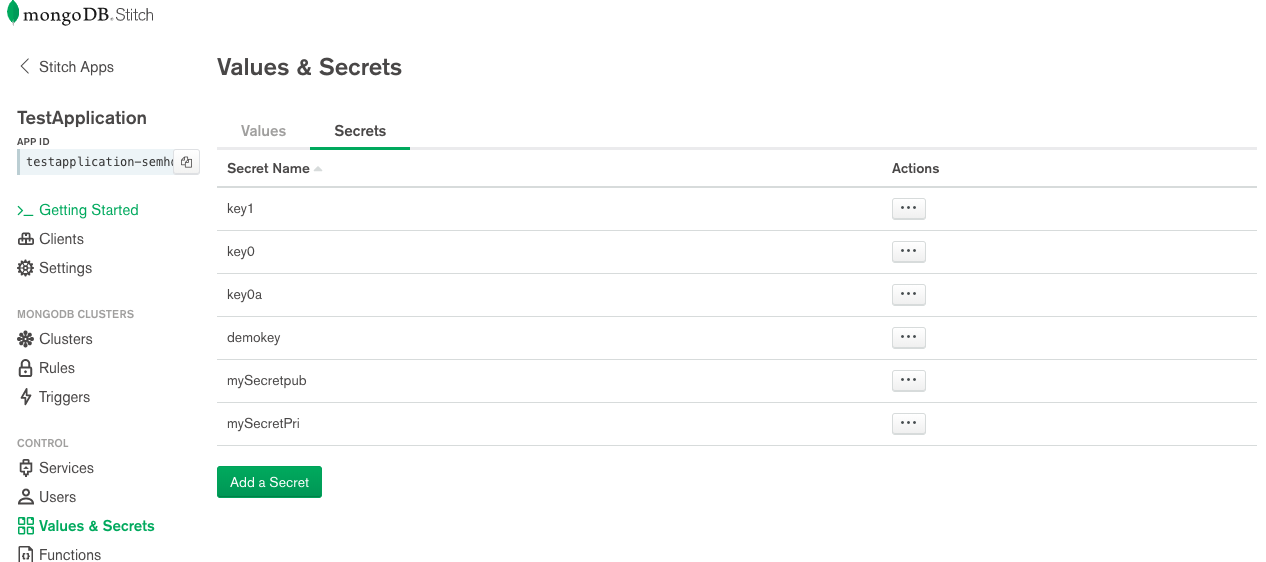 mongoDB. Stitch
Stitch Apps
TestApplication
APP ID
testapplication-semh
Getting Started
Clients
Settings
MONGODB CLUSTERS
Clusters
Rules
Triggers
CONTROL
Services
Users
Values & Secrets
Functions
Values & Secrets
Values Secrets
Secret Name Actions
key1
key0
key0a
demokey
mySecretpub
mySecretPri
Add a Secret